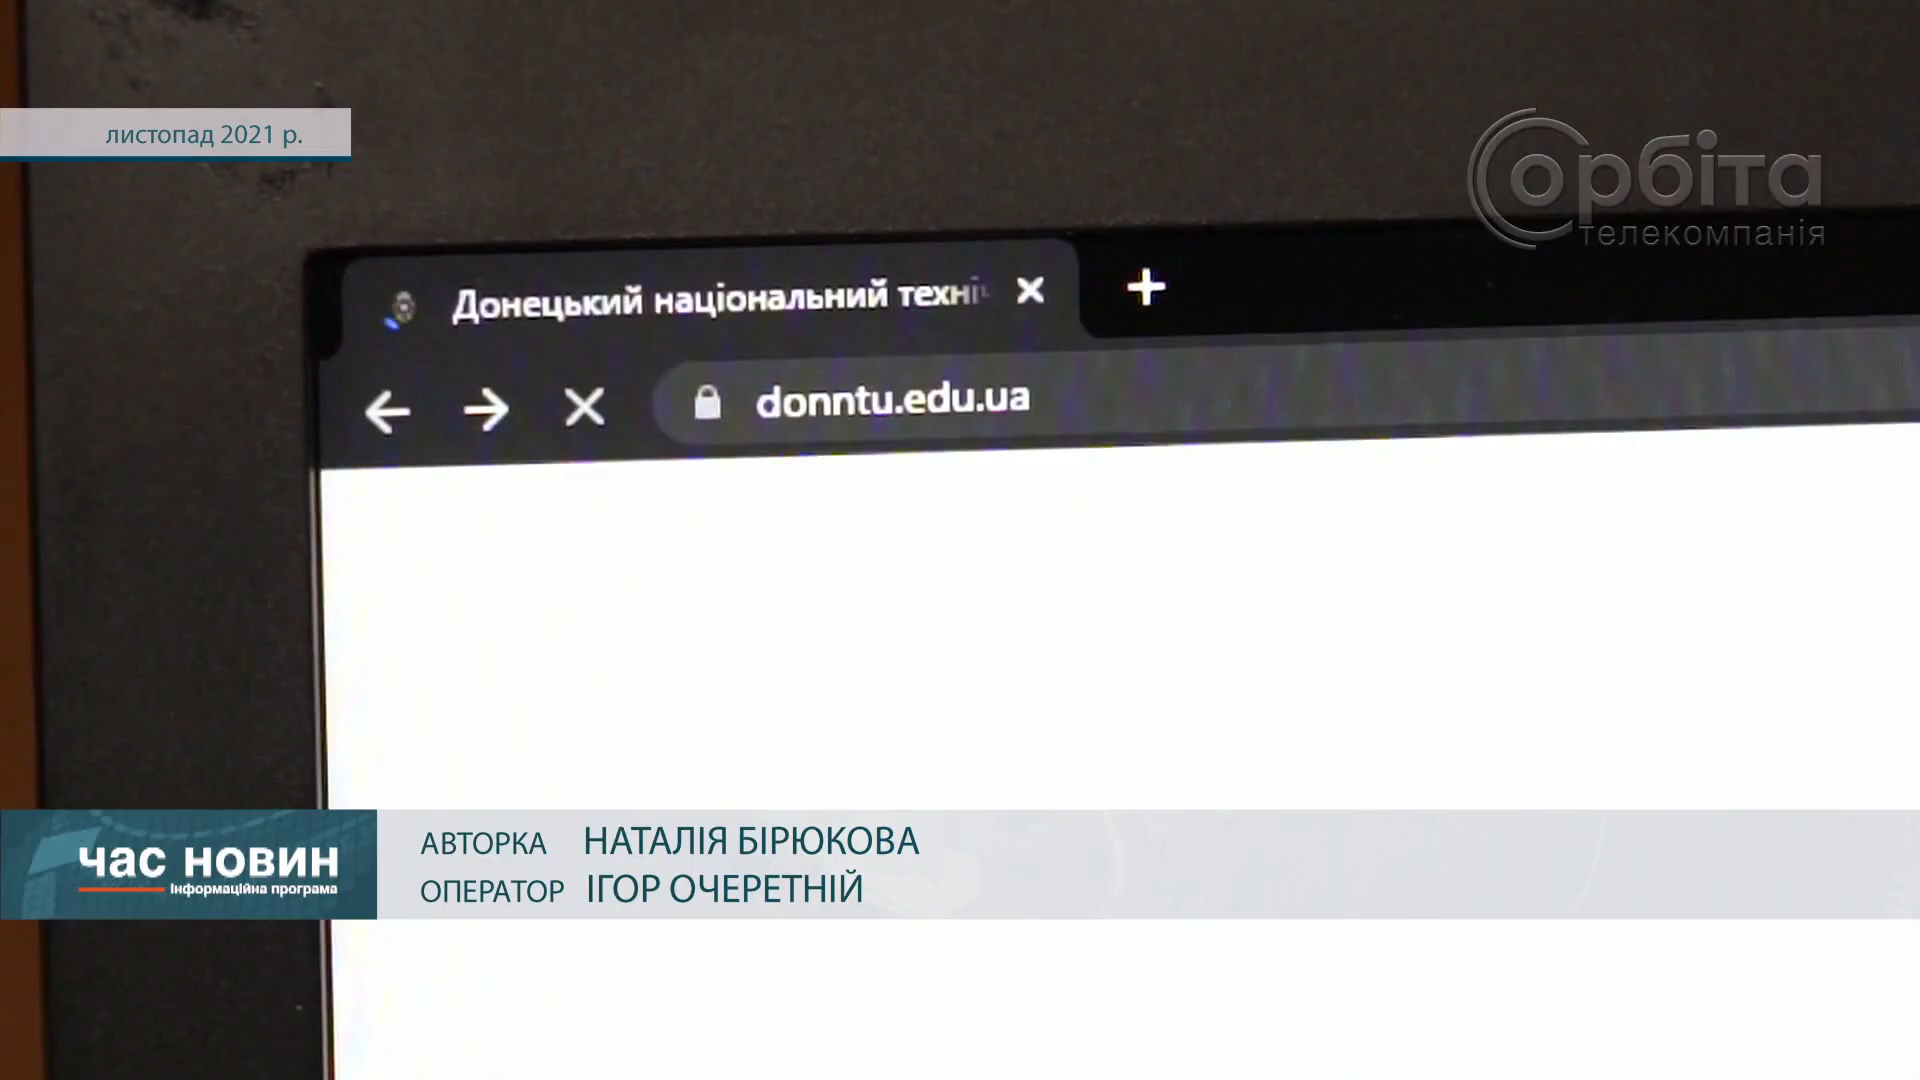 листопад 2021 р.
Орбіта
телекомпанія
Донецький національний техніч
donntu.edu.ua
час новин
інформаційна програма
АВТОРКА НАТАЛІЯ БІРЮКОВА
ОПЕРАТОР ІГОР ОЧЕРЕТНІЙ